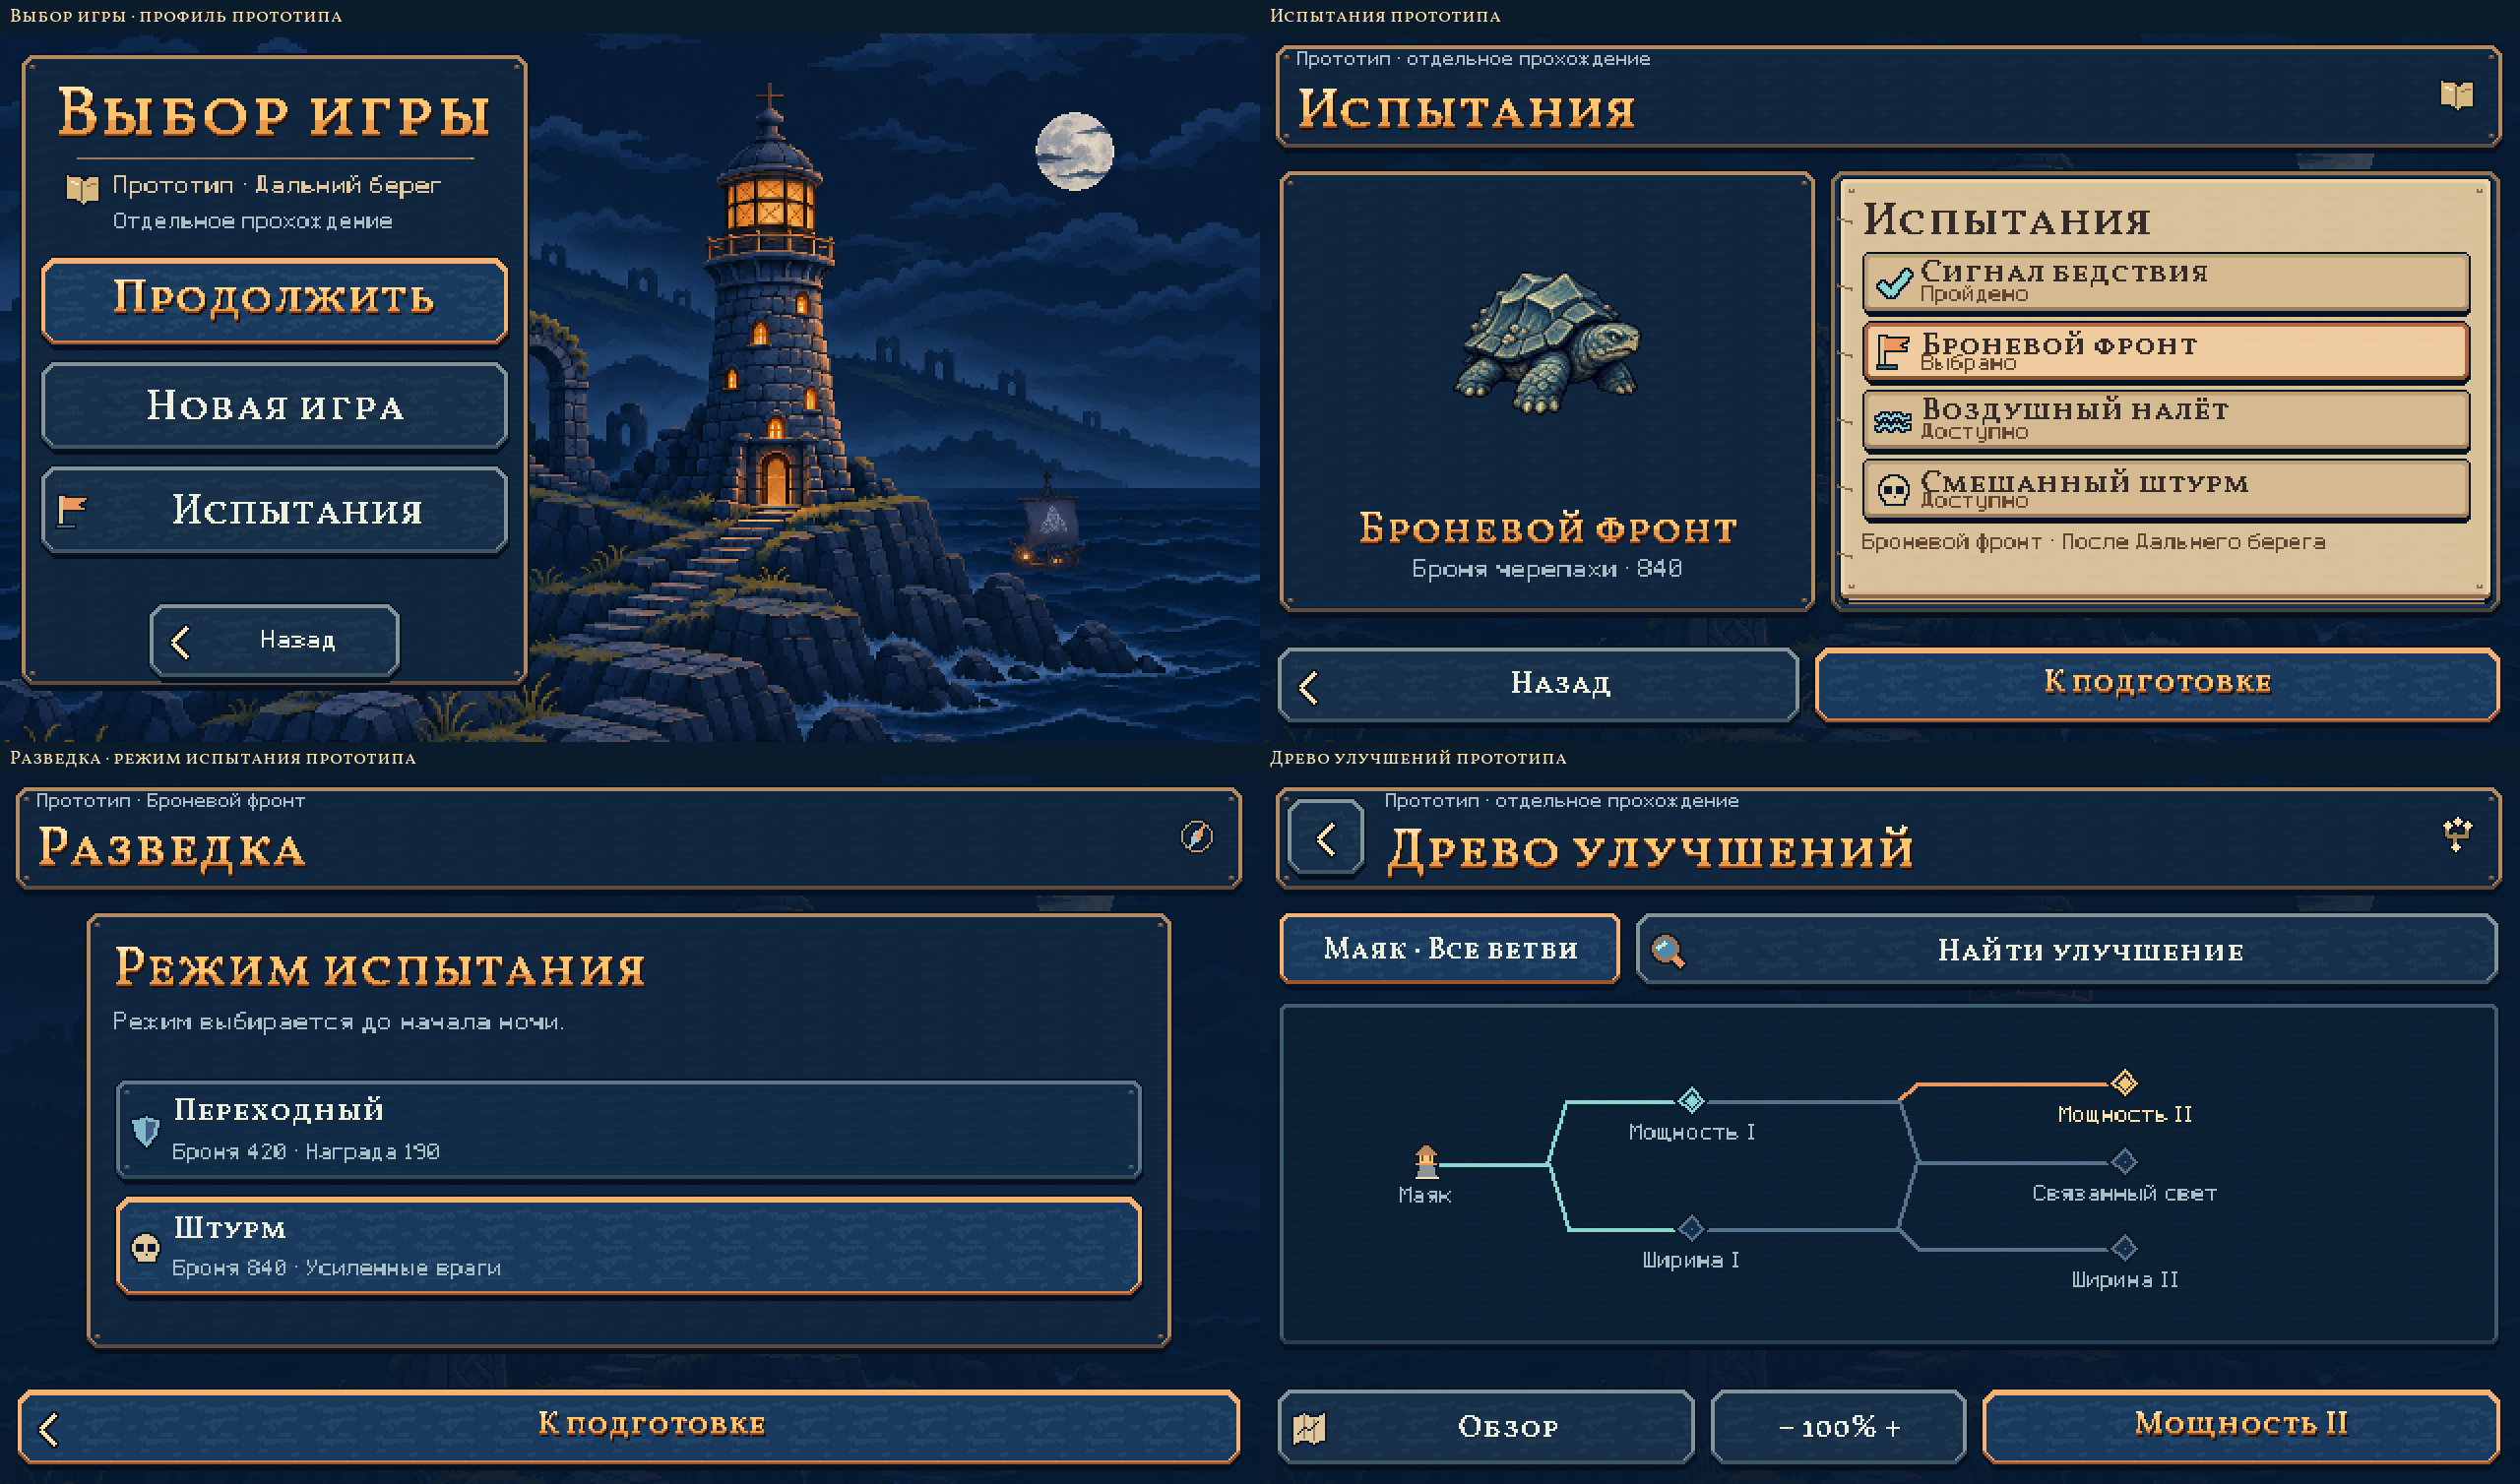 Выбор игры · профиль прототипа
Выбор игры
Прототип · Дальний берег
Отдельное прохождение
Продолжить
Новая игра
Испытания
Назад
Испытания прототипа
Прототип · отдельное прохождение
Испытания
Броневой фронт
Броня черепахи · 840
Испытания
Сигнал бедствия
Пройдено
Броневой фронт
Выбрано
Воздушный налёт
Доступно
Смешанный штурм
Доступно
Броневой фронт · После Дальнего берега
Назад
К подготовке
Разведка · режим испытания прототипа
Прототип · Броневой фронт
Разведка
Режим испытания
Режим выбирается до начала ночи.
Переходный
Броня 420 · Награда 190
Штурм
Броня 840 · Усиленные враги
К подготовке
Древо улучшений прототипа
Прототип · отдельное прохождение
Древо улучшений
Маяк · Все ветви
Найти улучшение
Маяк
Мощность I
Ширина I
Мощность II
Связанный свет
Ширина II
Обзор
− 100% +
Мощность II